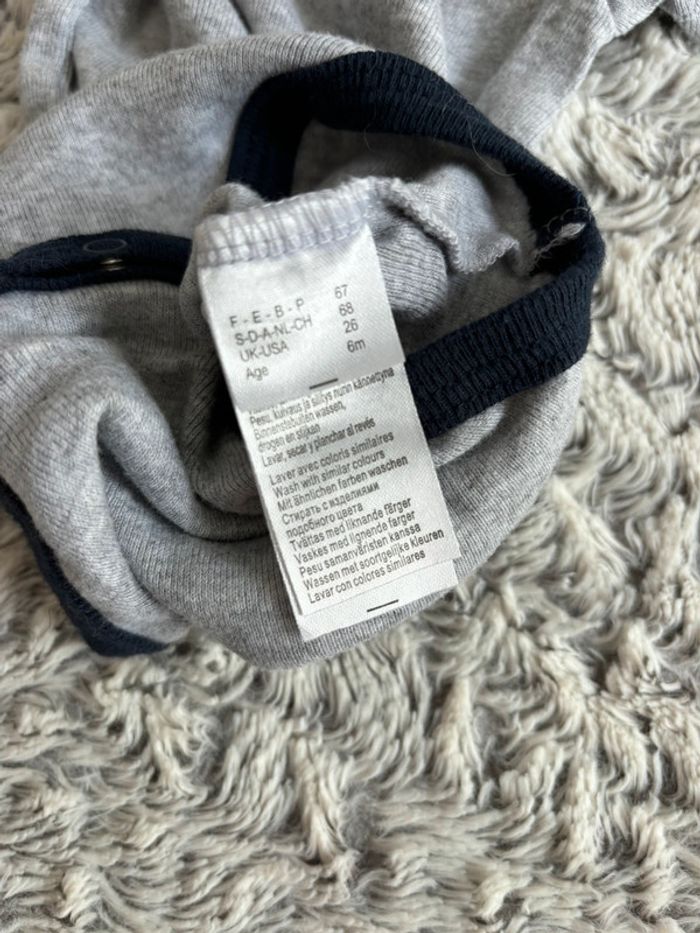 F - E - B - P 67
S-D-A-NL-CH 68
UK-USA 26
Age 6m
Pesu, kuivaus ja silitys nurin kännettyna
Binnenstebuiten wassen,
drogen en strijken
Lavar, secar y planchar al revés
Laver avec coloris similaires
Wash with similar colours
Mit ähnlichen farben waschen
Стирать с изделиями
подобного цвета
Tvättas med liknande färger
Vaskes med lignende farger
Pesu samanväristen kanssa
Wassen met soortgelijke kleuren
Lavar con colores similares